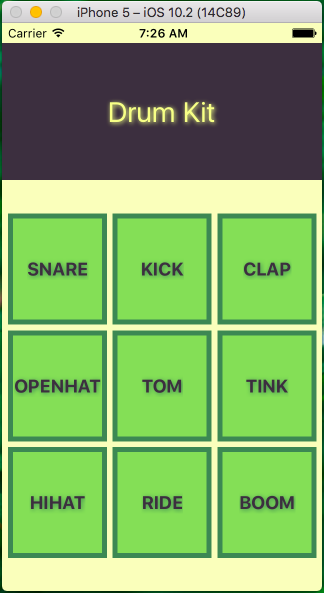 iPhone 5 – iOS 10.2 (14C89)
Carrier 7:26 AM
Drum Kit
SNARE KICK CLAP
OPENHAT TOM TINK
HIHAT RIDE BOOM